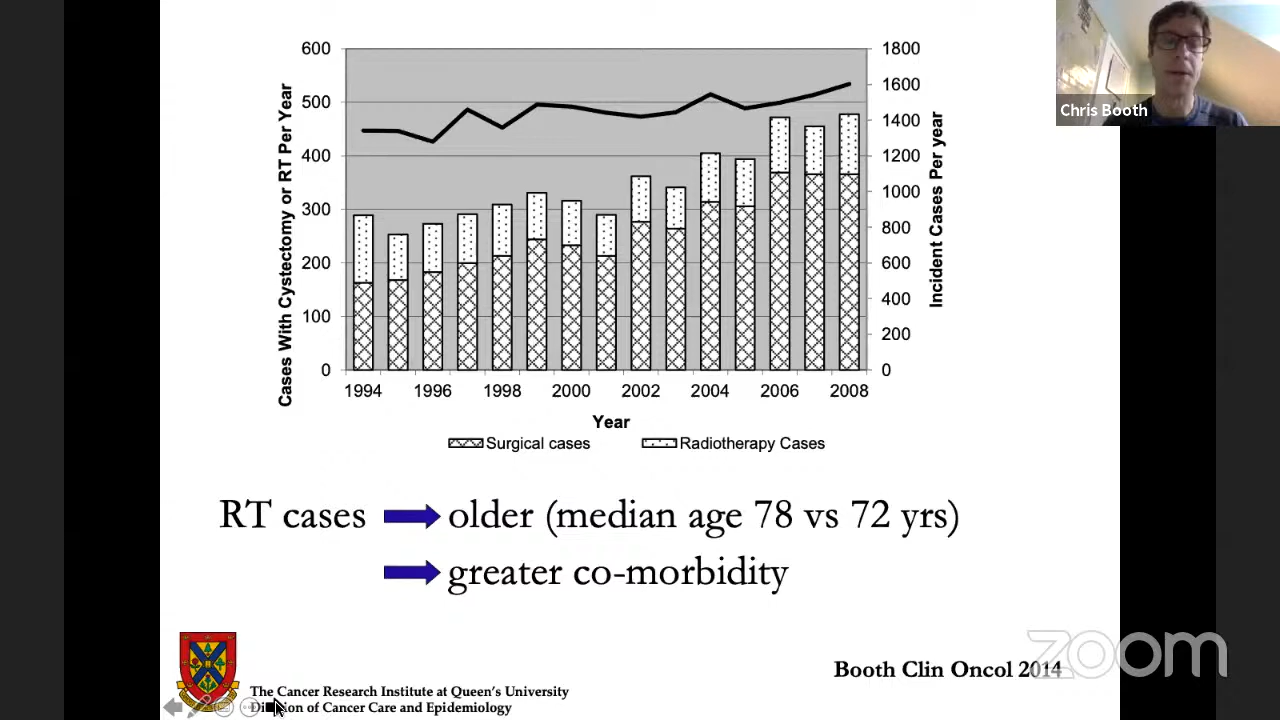 600
500
400
300
200
100
0
Cases With Cystectomy or RT Per Year
1800
1600
1400
1200
1000
800
600
400
200
0
Incident Cases Per year
1994 1996 1998 2000 2002 2004 2006 2008
Year
Surgical cases Radiotherapy Cases
Chris Booth
RT cases older (median age 78 vs 72 yrs)
greater co-morbidity
zoom
Booth Clin Oncol 2014
The Cancer Research Institute at Queen's University
of Cancer Care and Epidemiology